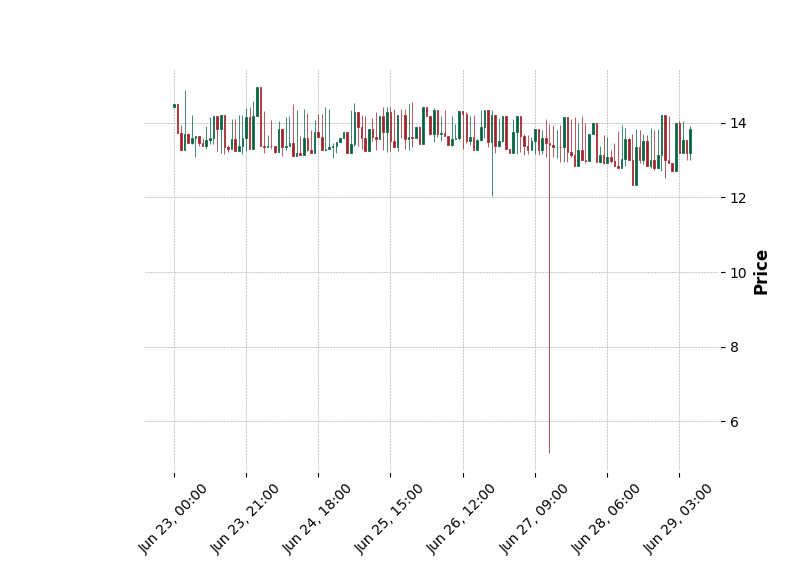 14
12
10
8
6
Price
Jun 23, 00:00
Jun 23, 21:00
Jun 24, 18:00
Jun 25, 15:00
Jun 26, 12:00
Jun 27, 09:00
Jun 28, 06:00
Jun 29, 03:00